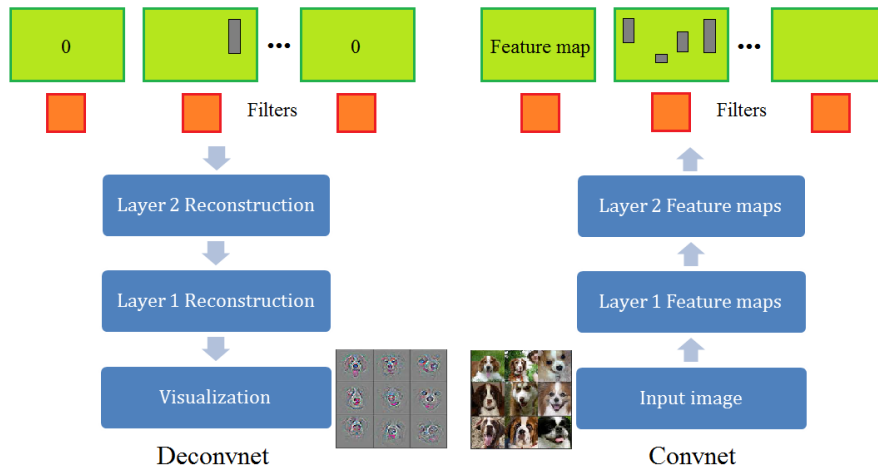 0
0
Feature map
Filters
Filters
Layer 2 Reconstruction
Layer 2 Feature maps
Layer 1 Reconstruction
Layer 1 Feature maps
Visualization
Input image
Deconvnet
Convnet